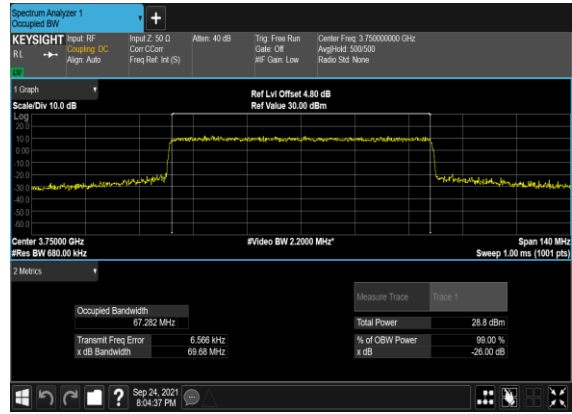 Spectrum Analyzer 1
Occupied BW
+
KEYSIGHT Input: RF Input Z: 50 Ω Atten: 40 dB Trig: Free Run Center Freq: 3.750000000 GHz
RL Coupling: DC Corr CCorr Gate: Off Avg|Hold: 500/500
Align: Auto Freq Ref: Int (S) #IF Gain: Low Radio Std: None
LW
1 Graph
Ref Lvl Offset 4.80 dB
Scale/Div 10.0 dB Ref Value 30.00 dBm
Log
20.0
10.0
0.00
-10.0
-20.0
-30.0
-40.0
-50.0
-60.0
Center 3.75000 GHz #Video BW 2.2000 MHz* Span 140 MHz
#Res BW 680.00 kHz Sweep 1.00 ms (1001 pts)
2 Metrics
Measure Trace Trace 1
Occupied Bandwidth
67.282 MHz Total Power 28.8 dBm
Transmit Freq Error 6.566 kHz % of OBW Power 99.00 %
x dB Bandwidth 69.68 MHz x dB -26.00 dB
? Sep 24, 2021
8:04:37 PM